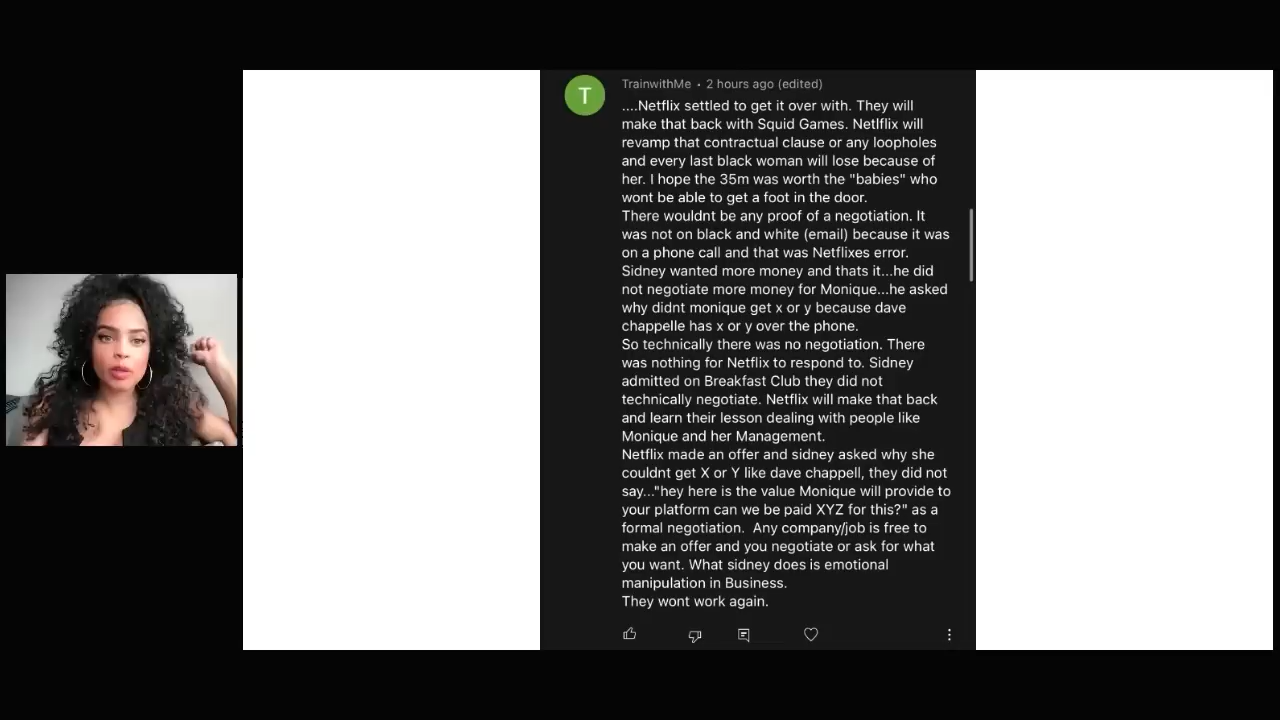 T
TrainwithMe • 2 hours ago (edited)
....Netflix settled to get it over with. They will
make that back with Squid Games. Netlflix will
revamp that contractual clause or any loopholes
and every last black woman will lose because of
her. I hope the 35m was worth the "babies" who
wont be able to get a foot in the door.
There wouldnt be any proof of a negotiation. It
was not on black and white (email) because it was
on a phone call and that was Netflixes error.
Sidney wanted more money and thats it...he did
not negotiate more money for Monique...he asked
why didnt monique get x or y because dave
chappelle has x or y over the phone.
So technically there was no negotiation. There
was nothing for Netflix to respond to. Sidney
admitted on Breakfast Club they did not
technically negotiate. Netflix will make that back
and learn their lesson dealing with people like
Monique and her Management.
Netflix made an offer and sidney asked why she
couldnt get X or Y like dave chappell, they did not
say..."hey here is the value Monique will provide to
your platform can we be paid XYZ for this?" as a
formal negotiation.  Any company/job is free to
make an offer and you negotiate or ask for what
you want. What sidney does is emotional
manipulation in Business.
They wont work again.